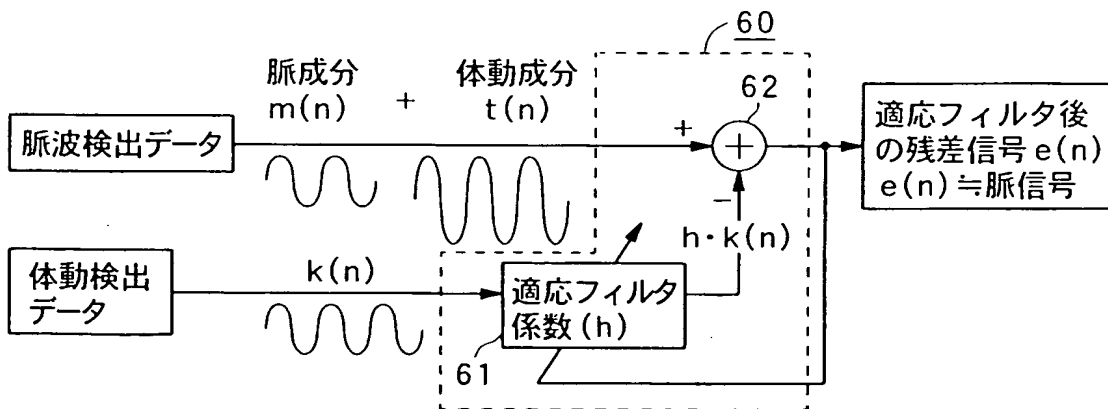 60
脈成分
m(n)
+
体動成分
t(n)
62
脈波検出データ
+
+
−
適応フィルタ後
の残差信号e(n)
e(n)≒脈信号
h・k(n)
体動検出
データ
k(n)
適応フィルタ
係数(h)
61